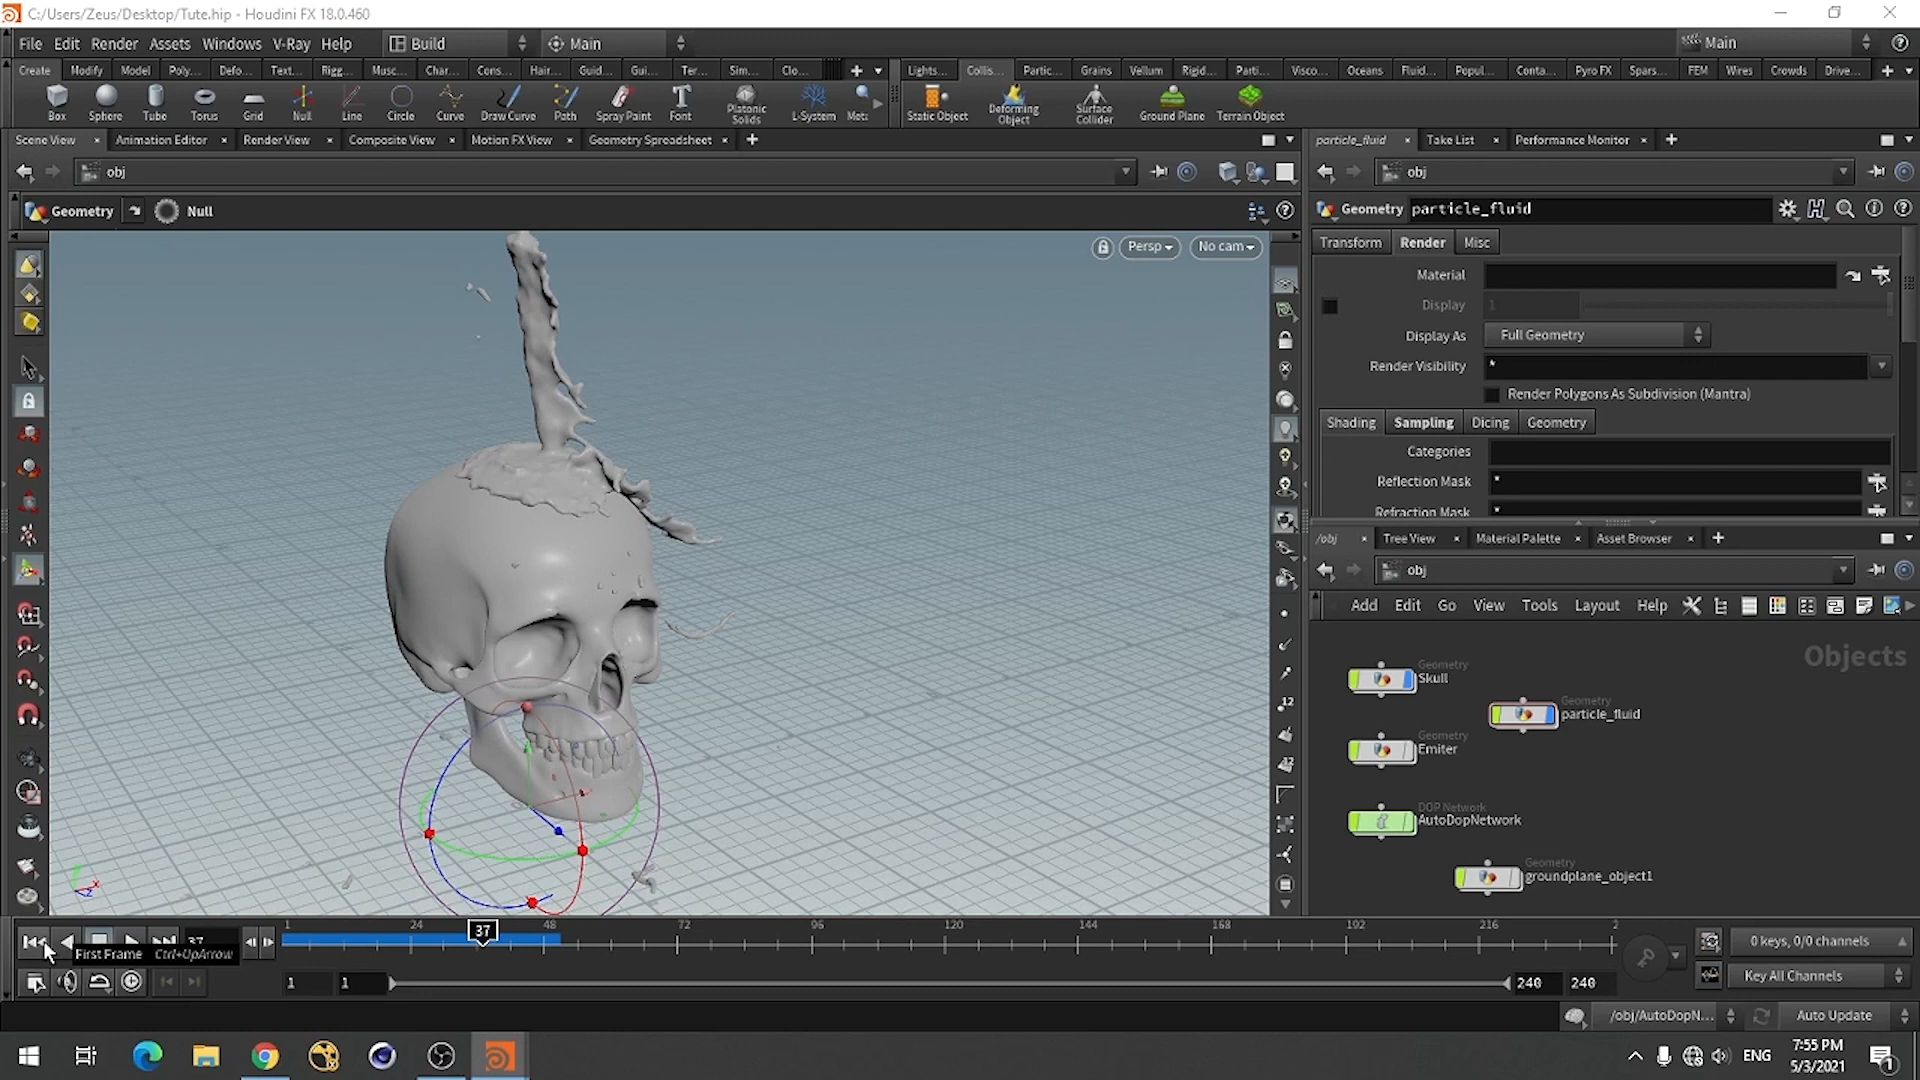 C:/Users/Zeus/Desktop/Tute.hip - Houdini FX 18.0.460
File Edit Render Assets Windows V-Ray Help Build Main Main
Create Modify Model Poly... Defo... Text... Rigg... Musc... Char... Cons... Hair... Guid... Gui... Ter... Sim... Clo... Lights... Collis... Partic... Grains Vellum Rigid... Parti... Visco... Oceans Fluid... Popul... Conta... Pyro FX Spars... FEM Wires Crowds Drive...
Box Sphere Tube Torus Grid Null Line Circle Curve Draw Curve Path Spray Paint Font Platonic Solids L-System Meta Static Object Deforming Object Surface Collider Ground Plane Terrain Object
Scene View Animation Editor Render View Composite View Motion FX View Geometry Spreadsheet particle_fluid Take List Performance Monitor
obj obj
Geometry Null Geometry particle_fluid
Persp No cam
Transform Render Misc
Material
Display 1
Display As Full Geometry
Render Visibility *
Render Polygons As Subdivision (Mantra)
Shading Sampling Dicing Geometry
Categories
Reflection Mask *
Refraction Mask *
/obj Tree View Material Palette Asset Browser
obj
Add Edit Go View Tools Layout Help
Objects
Geometry
Skull
Geometry
particle_fluid
Geometry
Emiter
DOP Network
AutoDopNetwork
Geometry
groundplane_object1
1 24 37 48 72 96 120 144 168 192 216 2
37
First Frame Ctrl+UpArrow
0 keys, 0/0 channels
1 1 240 240 Key All Channels
/obj/AutoDopN... Auto Update
ENG 7:55 PM
5/3/2021
1